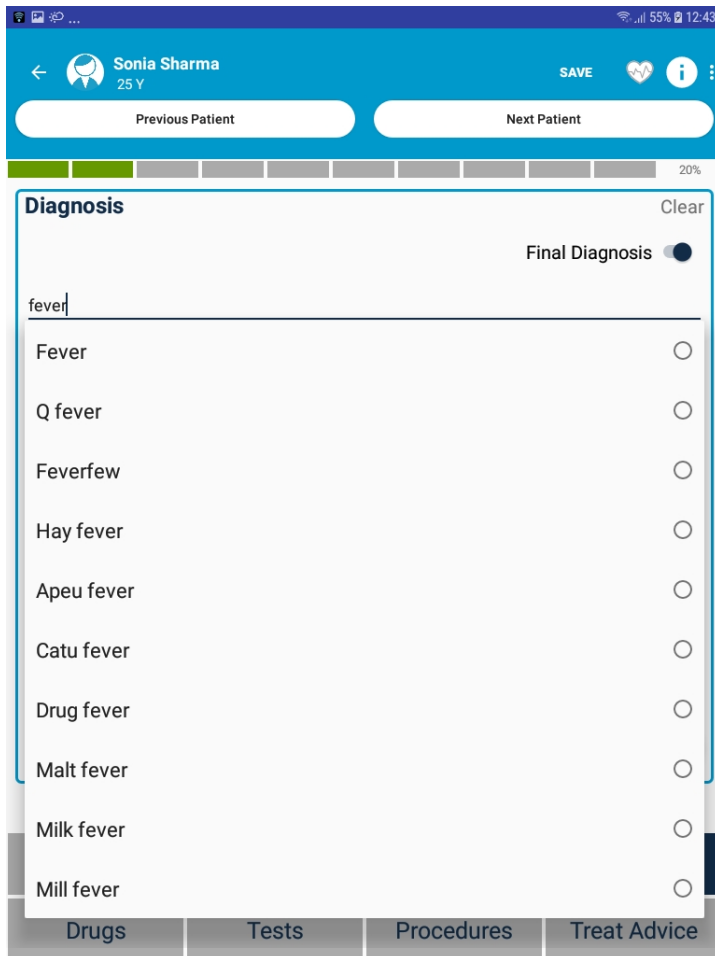 ... 55% 12:43
Sonia Sharma
25 Y
SAVE
Previous Patient
Next Patient
20%
Diagnosis
Clear
Final Diagnosis
fever
Fever
Q fever
Feverfew
Hay fever
Apeu fever
Catu fever
Drug fever
Malt fever
Milk fever
Mill fever
Drugs
Tests
Procedures
Treat Advice